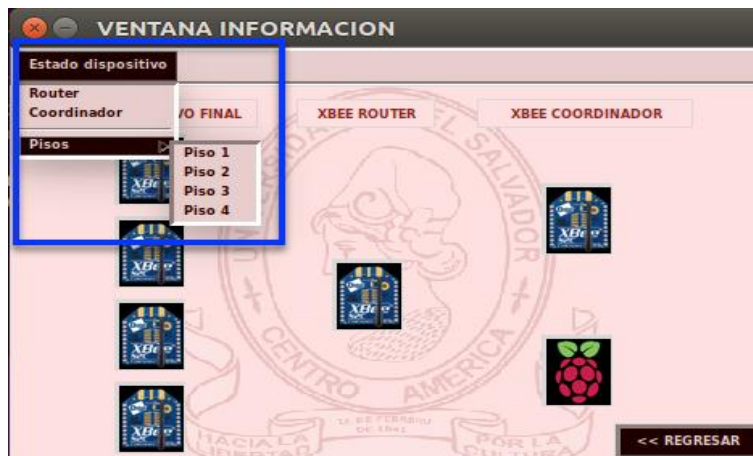 VENTANA INFORMACION
Estado dispositivo
Router
Coordinador
Pisos
Piso 1
Piso 2
Piso 3
Piso 4
VO FINAL
XBEE ROUTER
XBEE COORDINADOR
XBee
XBee
XBee
XBee
XBee
XBee
EL SALVADOR
CENTRO AMERICA
HACIA LA
LIBERTAD
POR LA
CULTURA
<< REGRESAR